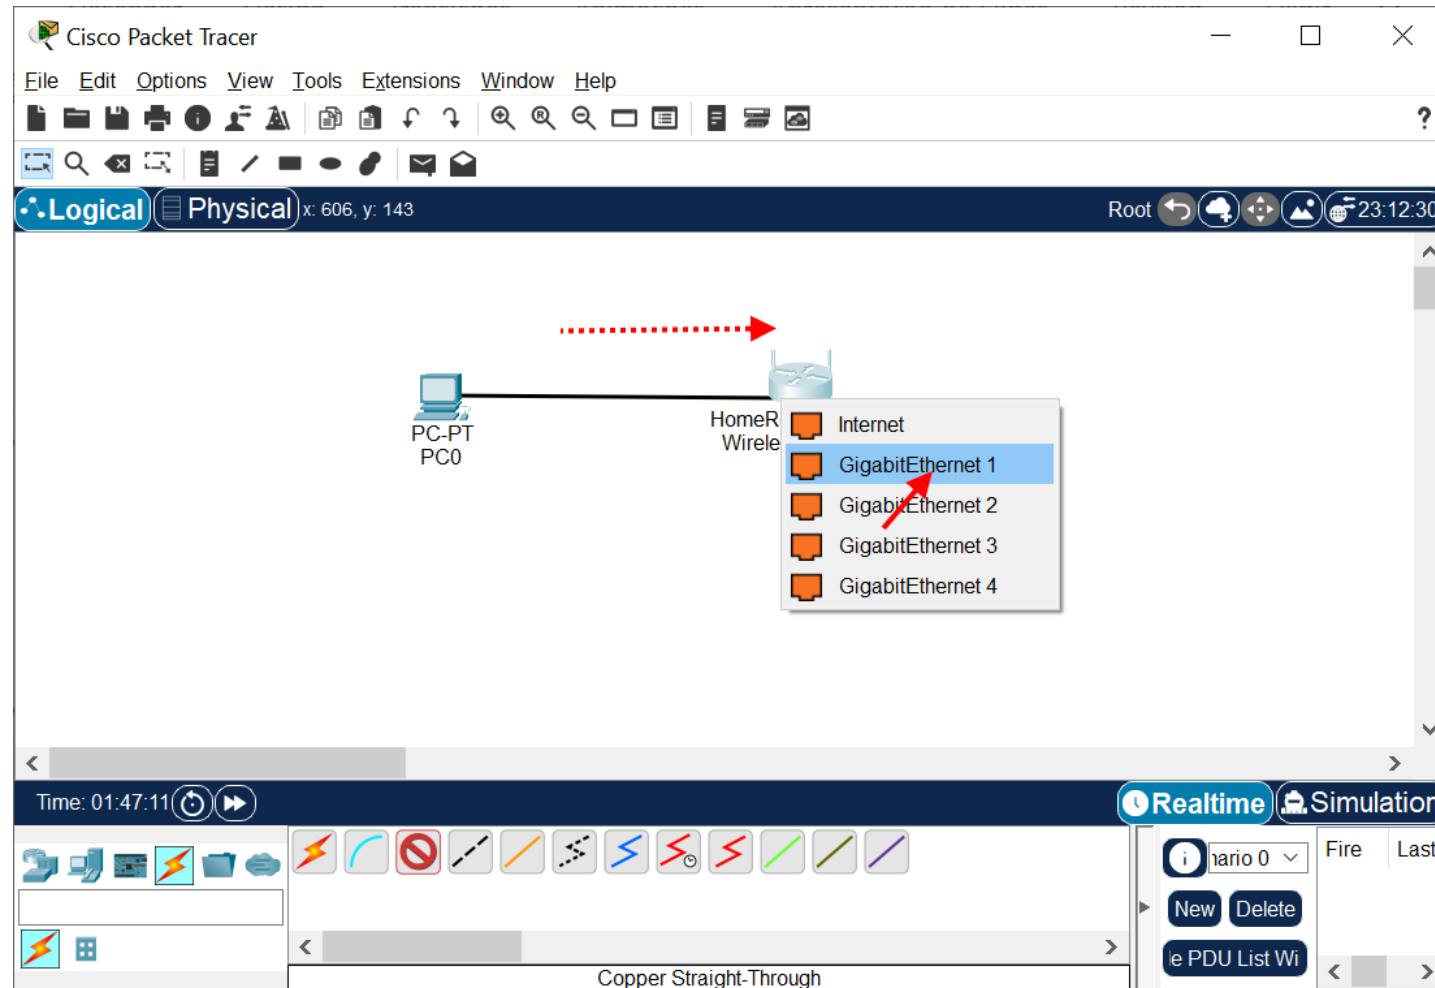 Cisco Packet Tracer
File Edit Options View Tools Extensions Window Help
?
Logical Physical x: 606, y: 143 Root 23:12:30
PC-PT
PC0
HomeR
Wirele
Internet
GigabitEthernet 1
GigabitEthernet 2
GigabitEthernet 3
GigabitEthernet 4
Time: 01:47:11 Realtime Simulation
nario 0 Fire Last
New Delete
le PDU List Wi
Copper Straight-Through